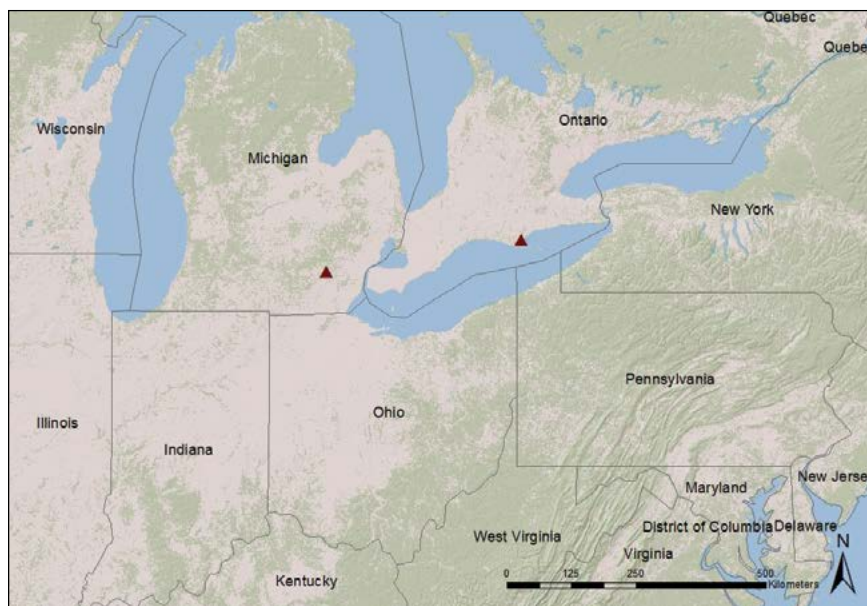 Quebec
Quebe
Wisconsin
Ontario
Michigan
New York
Pennsylvania
Illinois
Ohio
Indiana
New Jerse
Maryland
District of Columbia
Delaware
West Virginia
Virginia
N
Kentucky
0 125 250 500
Kilometers